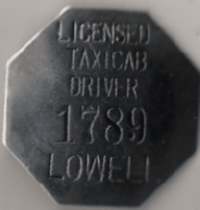 LICENSED
TAXICAB
DRIVER
1789
LOWELL